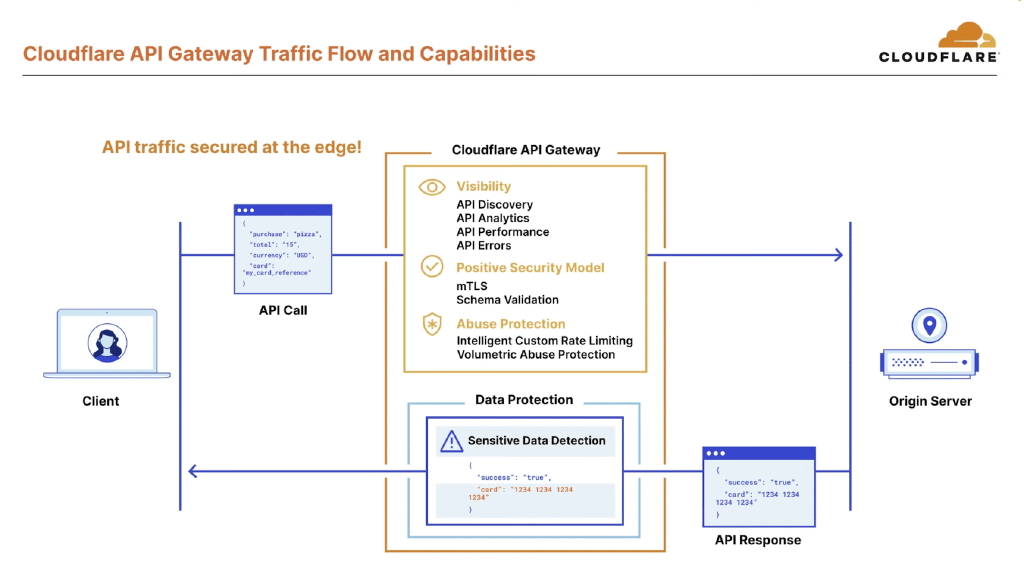 Cloudflare API Gateway Traffic Flow and Capabilities
CLOUDFLARE
API traffic secured at the edge!
Cloudflare API Gateway
Visibility
API Discovery
API Analytics
API Performance
API Errors
Positive Security Model
mTLS
Schema Validation
Abuse Protection
Intelligent Custom Rate Limiting
Volumetric Abuse Protection
{
"purchase": "pizza",
"total": "15",
"currency": "USD",
"card":
"my_card_reference"
}
API Call
Client
Origin Server
Data Protection
Sensitive Data Detection
{
"success": "true",
"card": "1234 1234 1234
1234"
}
{
"success": "true",
"card": "1234 1234
1234 1234"
}
API Response